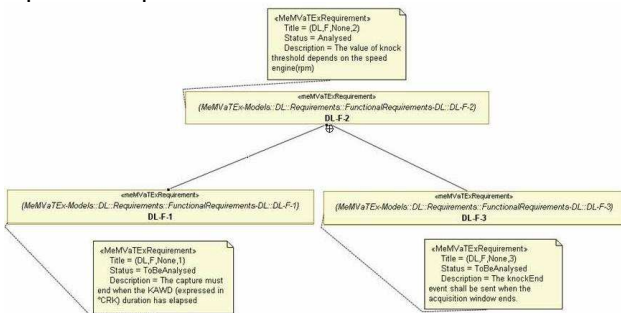 «MeMVaTExRequirement»
Title = (DL,F,None,2)
Status = Analysed
Description = The value of knock
threshold depends on the speed
engine(rpm)
«meMVaTExRequirement»
(MeMVaTEx-Models::DL::Requirements::FunctionalRequirements-DL::DL-F-2)
DL-F-2
«meMVaTExRequirement»
(MeMVaTEx-Models::DL::Requirements::FunctionalRequirements-DL::DL-F-1)
DL-F-1
«meMVaTExRequirement»
(MeMVaTEx-Models::DL::Requirements::FunctionalRequirements-DL::DL-F-3)
DL-F-3
«MeMVaTExRequirement»
Title = (DL,F,None,1)
Status = ToBeAnalysed
Description = The capture must
end when the KAWD (expressed in
°CRK) duration has elapsed
«MeMVaTExRequirement»
Title = (DL,F,None,3)
Status = ToBeAnalysed
Description = The knockEnd
event shall be sent when the
acquisition window ends.